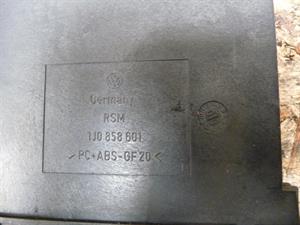 Germany
RSM
1J0 858 601
>PC+ABS-GF20<